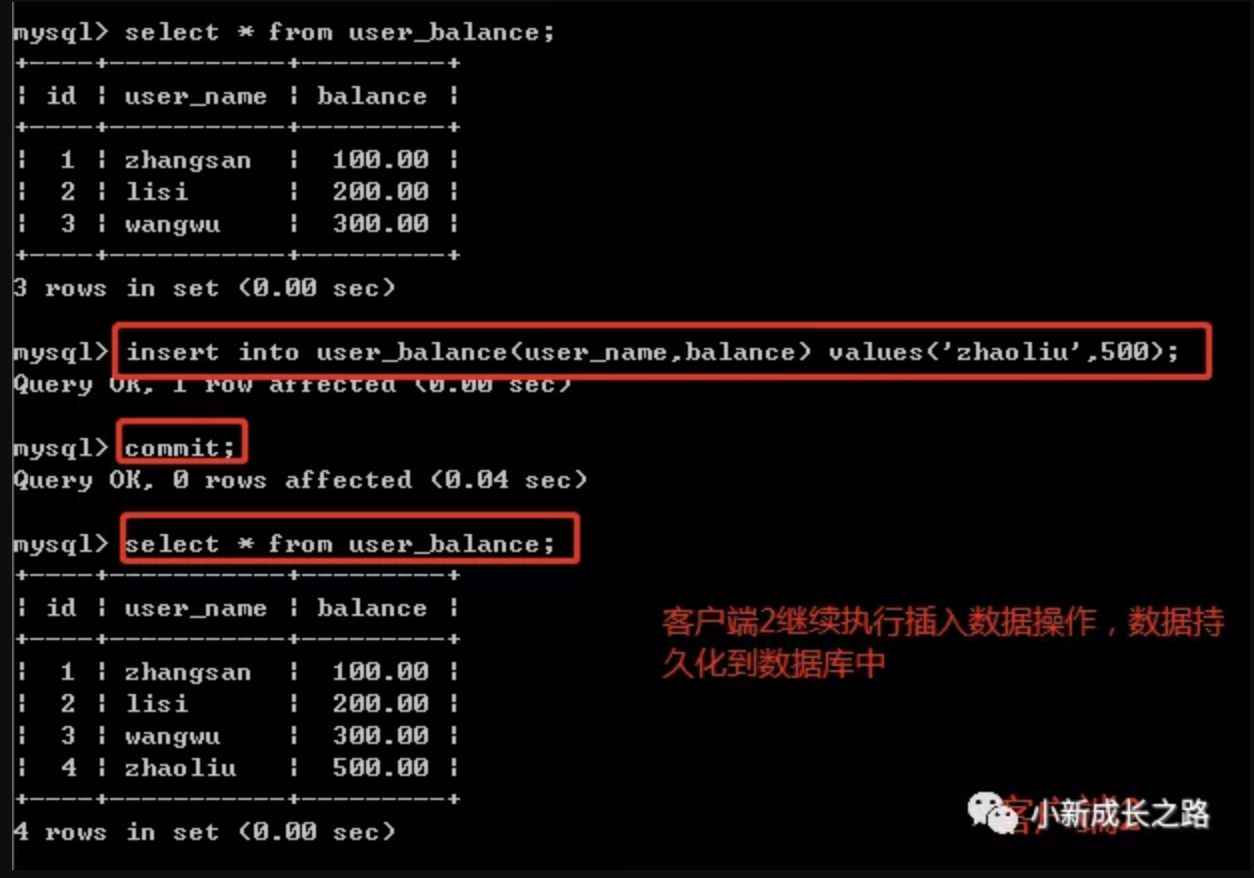 mysql> select * from user_balance;
+----+-----------+---------+
| id | user_name | balance |
+----+-----------+---------+
| 1 | zhangsan | 100.00 |
| 2 | lisi | 200.00 |
| 3 | wangwu | 300.00 |
+----+-----------+---------+
3 rows in set (0.00 sec)
mysql> insert into user_balance(user_name,balance) values('zhaoliu',500);
Query OK, 1 row affected (0.00 sec)
mysql> commit;
Query OK, 0 rows affected (0.04 sec)
mysql> select * from user_balance;
+----+-----------+---------+
| id | user_name | balance |
+----+-----------+---------+
| 1 | zhangsan | 100.00 |
| 2 | lisi | 200.00 |
| 3 | wangwu | 300.00 |
| 4 | zhaoliu | 500.00 |
+----+-----------+---------+
4 rows in set (0.00 sec)
客户端2继续执行插入数据操作，数据持
久化到数据库中
客户端2
小新成长之路